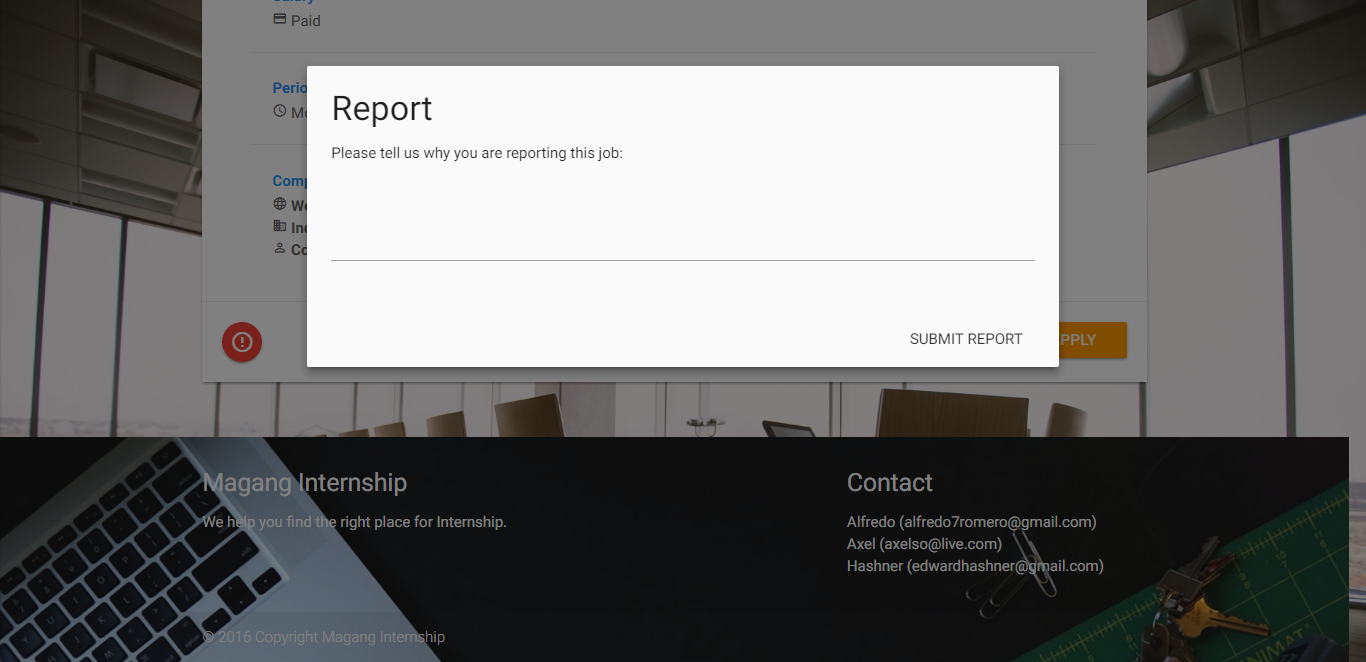 Salary
Paid
Report
Please tell us why you are reporting this job:
SUBMIT REPORT
Magang Internship
We help you find the right place for Internship.
Contact
Alfredo (alfredo7romero@gmail.com)
Axel (axelso@live.com)
Hashner (edwardhashner@gmail.com)
© 2016 Copyright Magang Internship